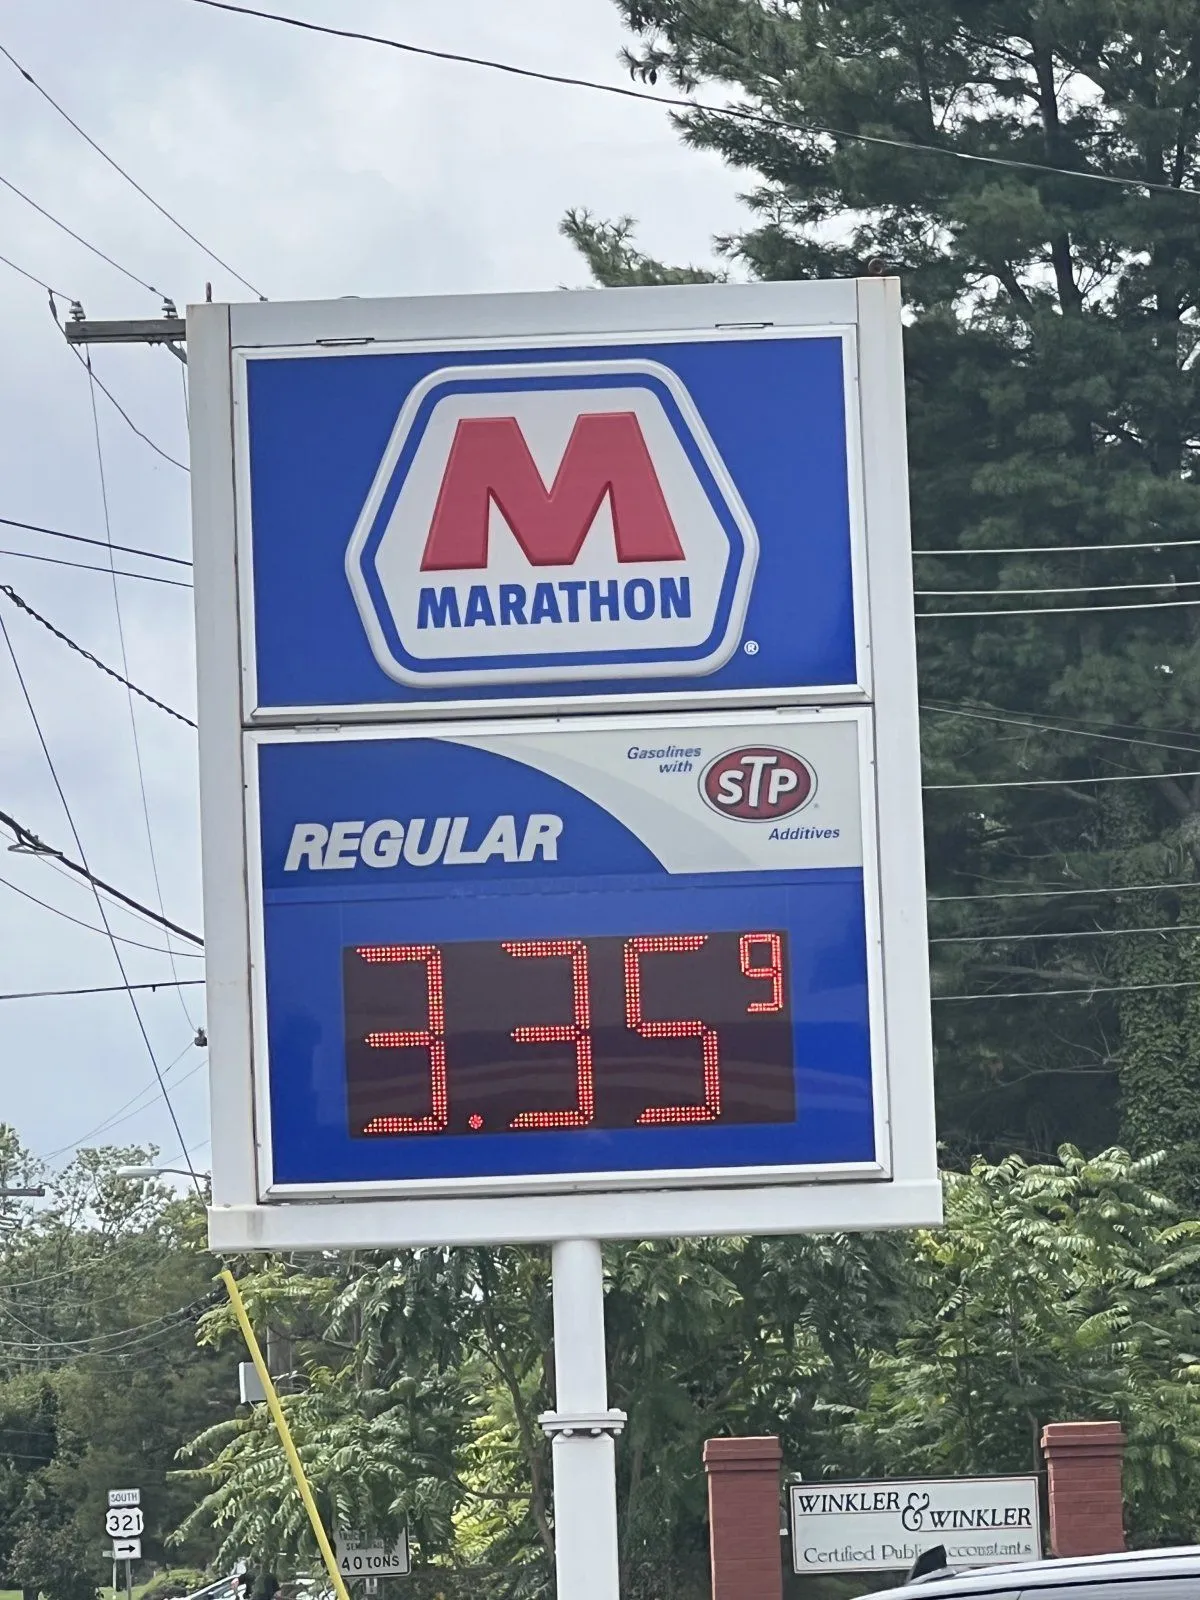 M
MARATHON
®
Gasolines
with
STP
Additives
REGULAR
3.35 9
SOUTH
321
40 TONS
WINKLER & WINKLER
Certified Public Accountants